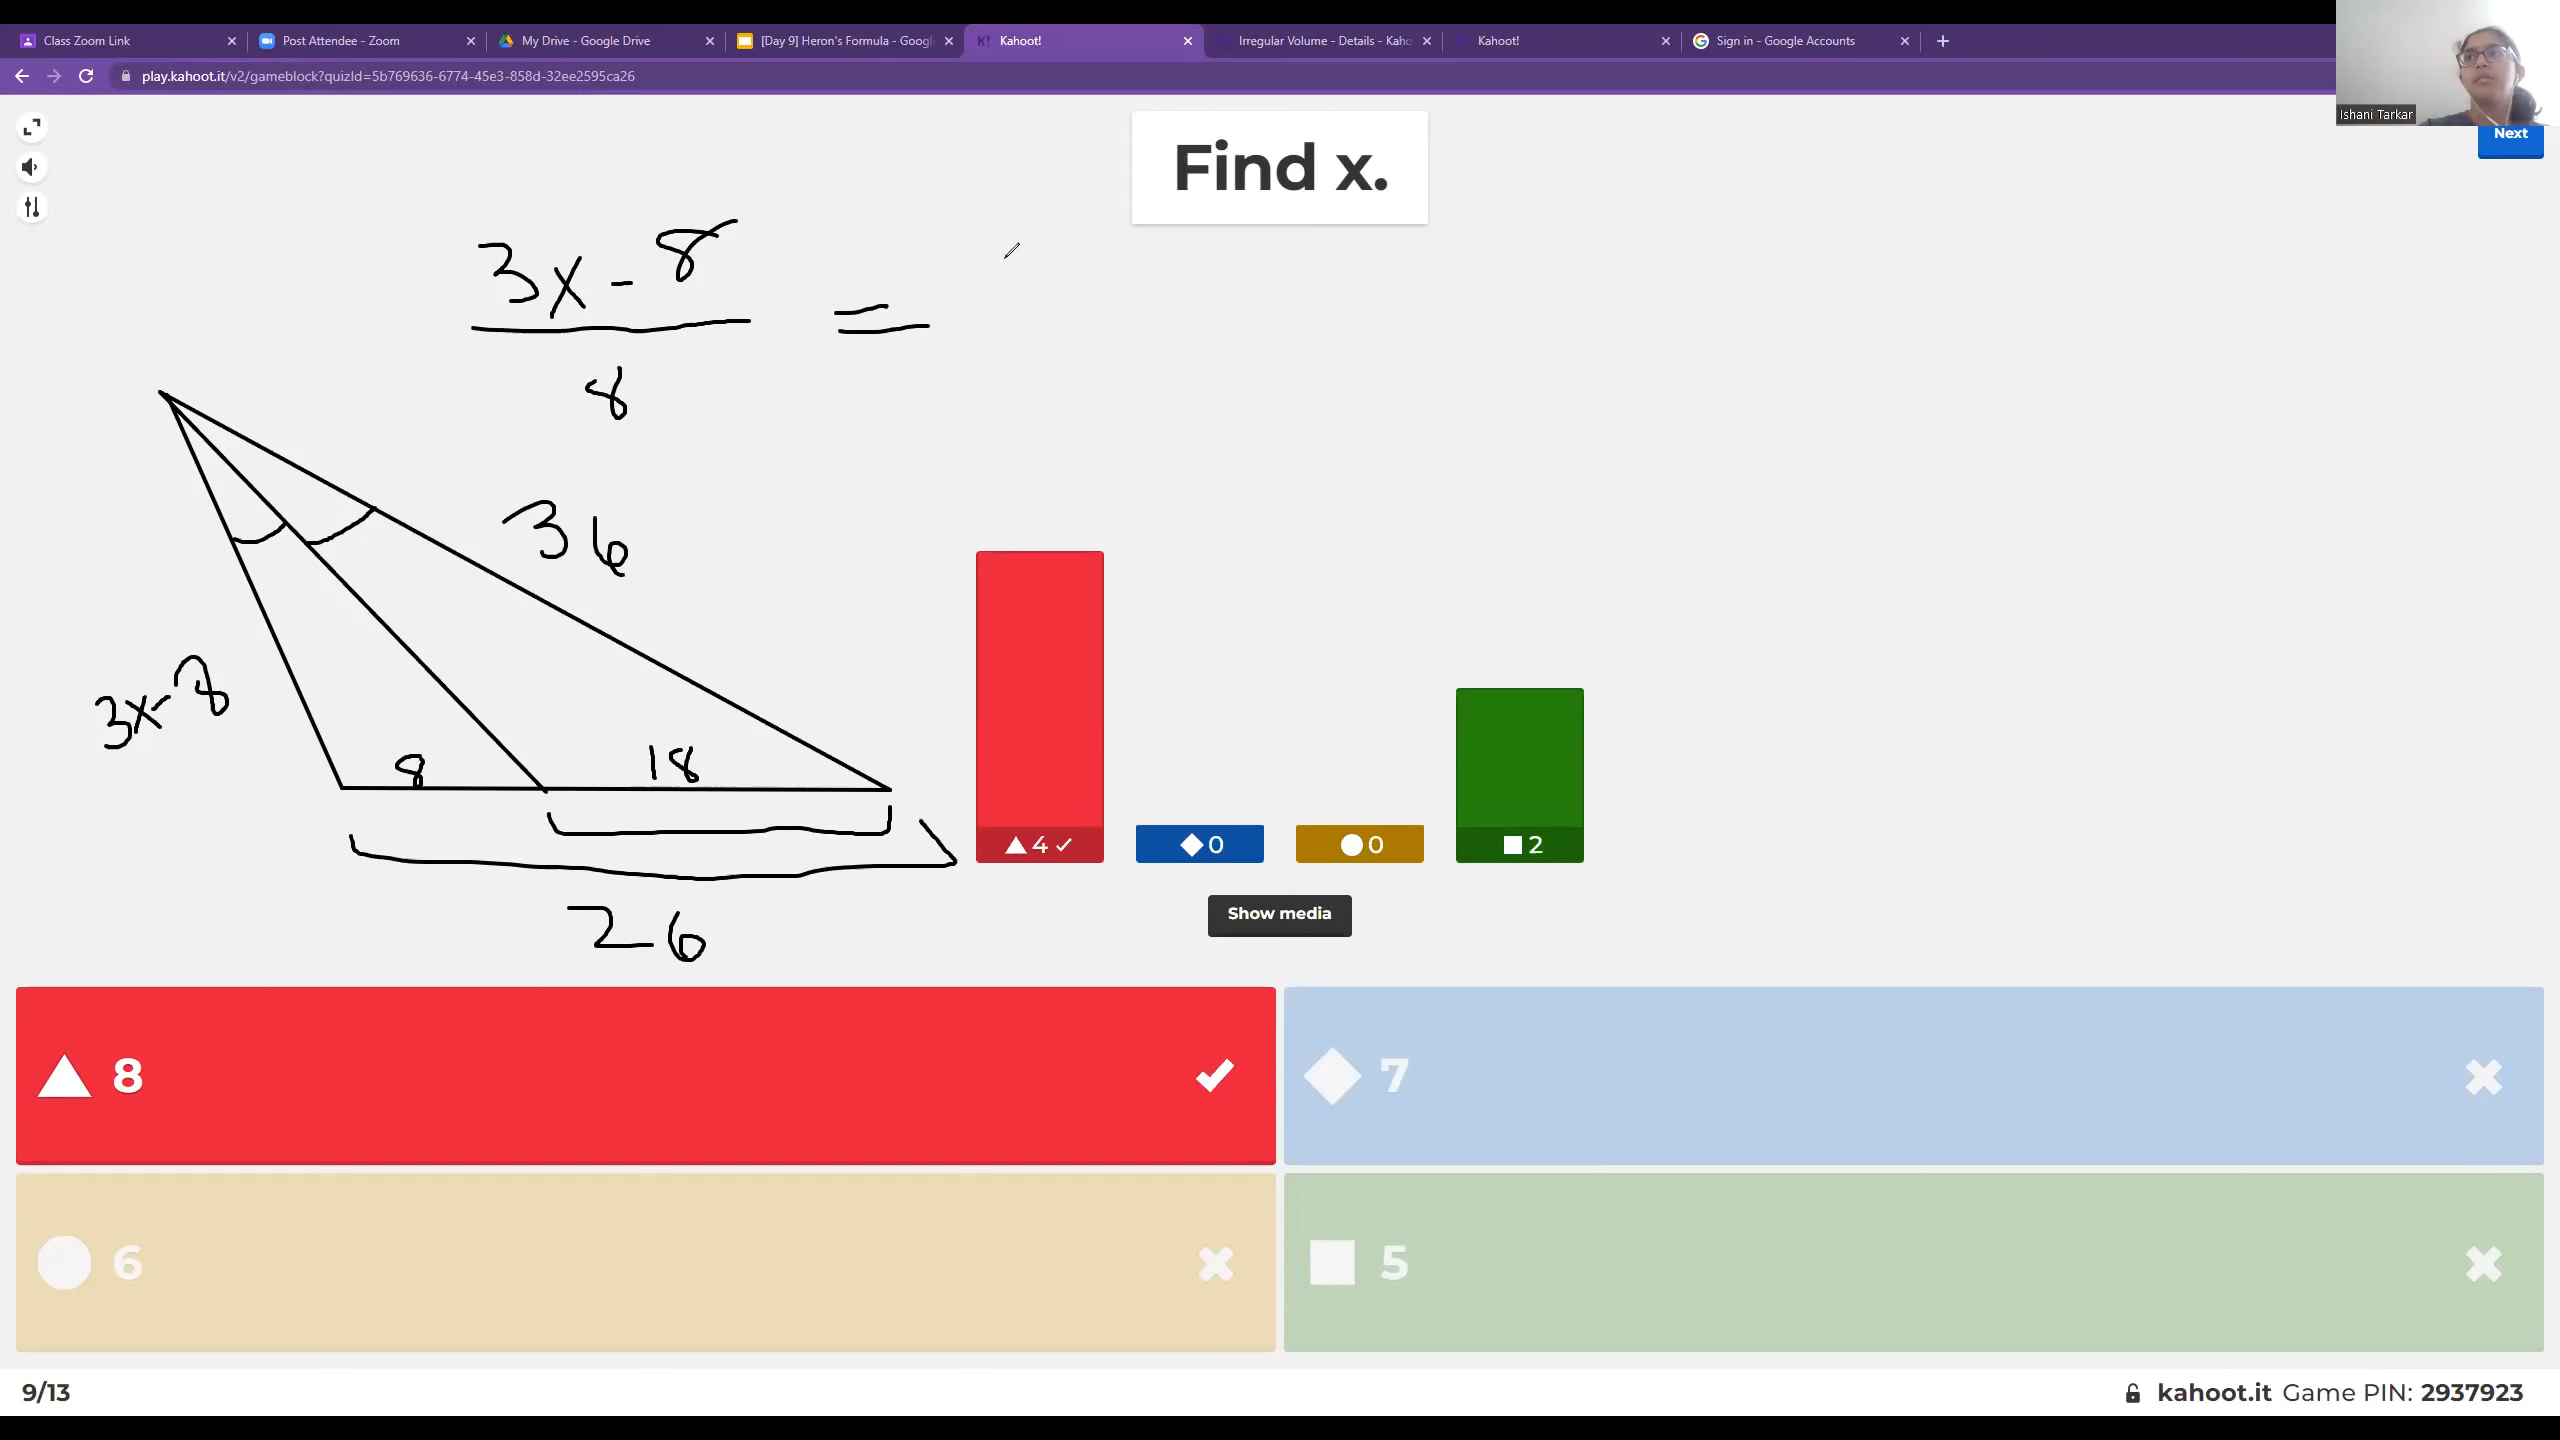 Class Zoom Link
Post Attendee - Zoom
My Drive - Google Drive
[Day 9] Heron's Formula - Googl
K! Kahoot!
Irregular Volume - Details - Kaho
Kahoot!
Sign in - Google Accounts
play.kahoot.it/v2/gameblock?quizId=5b769636-6774-45e3-858d-32ee2595ca26
Ishani Tarkar
Next
Find x.
3x - 8
=
8
36
3x-8
8
18
26
4
0
0
2
Show media
8
7
6
5
9/13
kahoot.it Game PIN: 2937923